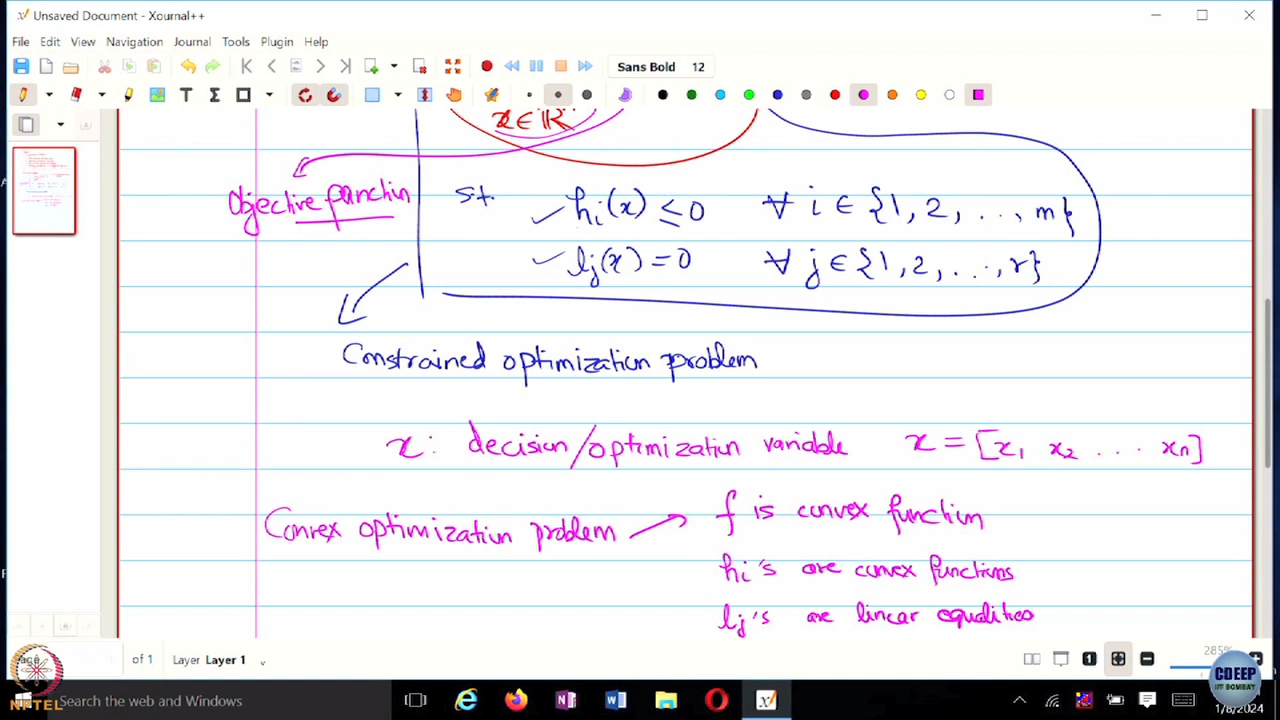 Unsaved Document - Xournal++
File Edit View Navigation Journal Tools Plugin Help
Sans Bold 12
x∈ℝ
Objective function
st. hi(x) ≤ 0 ∀ i ∈ {1, 2, ..., m}
lj(x) = 0 ∀ j ∈ {1, 2, ..., r}
Constrained optimization problem
x: decision/optimization variable x = [x1 x2 ... xn]
Convex optimization problem → f is convex function
hi's are convex functions
lj's are linear equalities
of 1 Layer Layer 1
285%
NPTEL
Search the web and Windows
CDEEP
IIT BOMBAY
1/8/2024